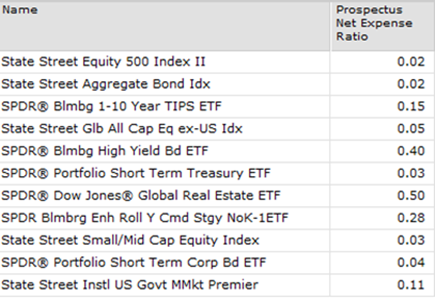 Name Prospectus
Net Expense
Ratio
State Street Equity 500 Index II 0.02
State Street Aggregate Bond Idx 0.02
SPDR® Blmbg 1-10 Year TIPS ETF 0.15
State Street Glb All Cap Eq ex-US Idx 0.05
SPDR® Blmbg High Yield Bd ETF 0.40
SPDR® Portfolio Short Term Treasury ETF 0.03
SPDR® Dow Jones® Global Real Estate ETF 0.50
SPDR Blmbrg Enh Roll Y Cmd Stgy NoK-1ETF 0.28
State Street Small/Mid Cap Equity Index 0.03
SPDR® Portfolio Short Term Corp Bd ETF 0.04
State Street Instl US Govt MMkt Premier 0.11